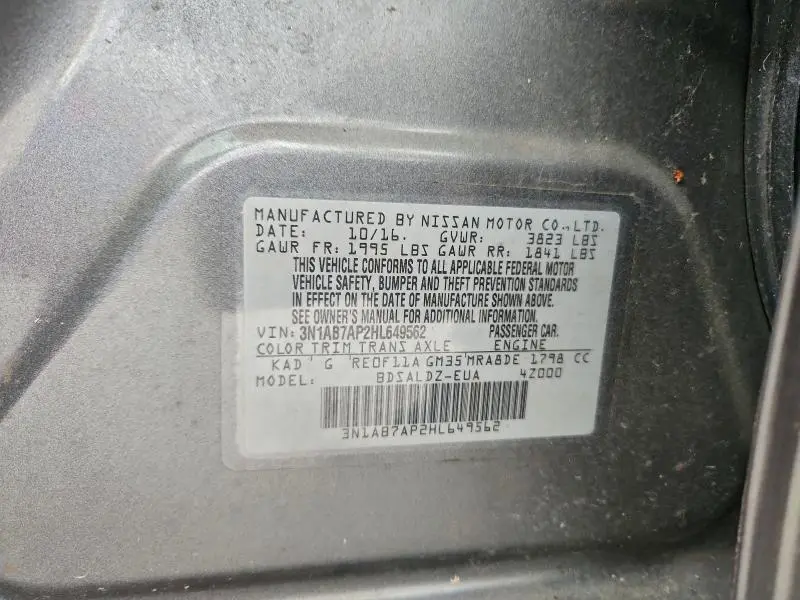 MANUFACTURED BY NISSAN MOTOR CO., LTD.
DATE: 10/16. GVWR: 3823 LBS
GAWR FR: 1995 LBS GAWR RR: 1841 LBS
THIS VEHICLE CONFORMS TO ALL APPLICABLE FEDERAL MOTOR
VEHICLE SAFETY, BUMPER AND THEFT PREVENTION STANDARDS
IN EFFECT ON THE DATE OF MANUFACTURE SHOWN ABOVE.
SEE OWNER'S MANUAL FOR ADDITIONAL INFORMATION.
VIN: 3N1AB7AP2HL649562 PASSENGER CAR.
COLOR TRIM TRANS AXLE ENGINE
KAD ' G 'RE0F11A GM35'MRA8DE 1798 CC
MODEL: BDSALDZ-EUA 4Z000
3N1AB7AP2HL649562